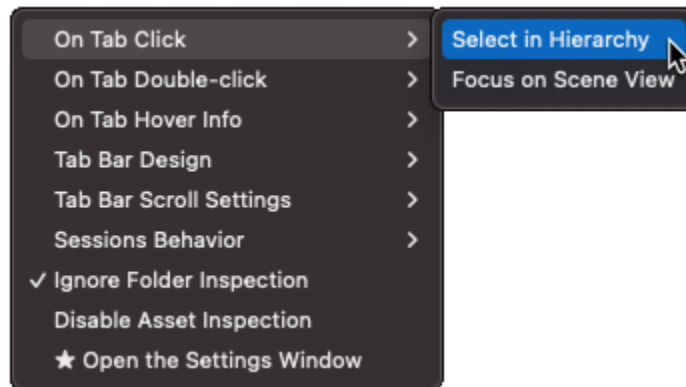 On Tab Click
Select in Hierarchy
On Tab Double-click
Focus on Scene View
On Tab Hover Info
Tab Bar Design
Tab Bar Scroll Settings
Sessions Behavior
✓ Ignore Folder Inspection
Disable Asset Inspection
★ Open the Settings Window